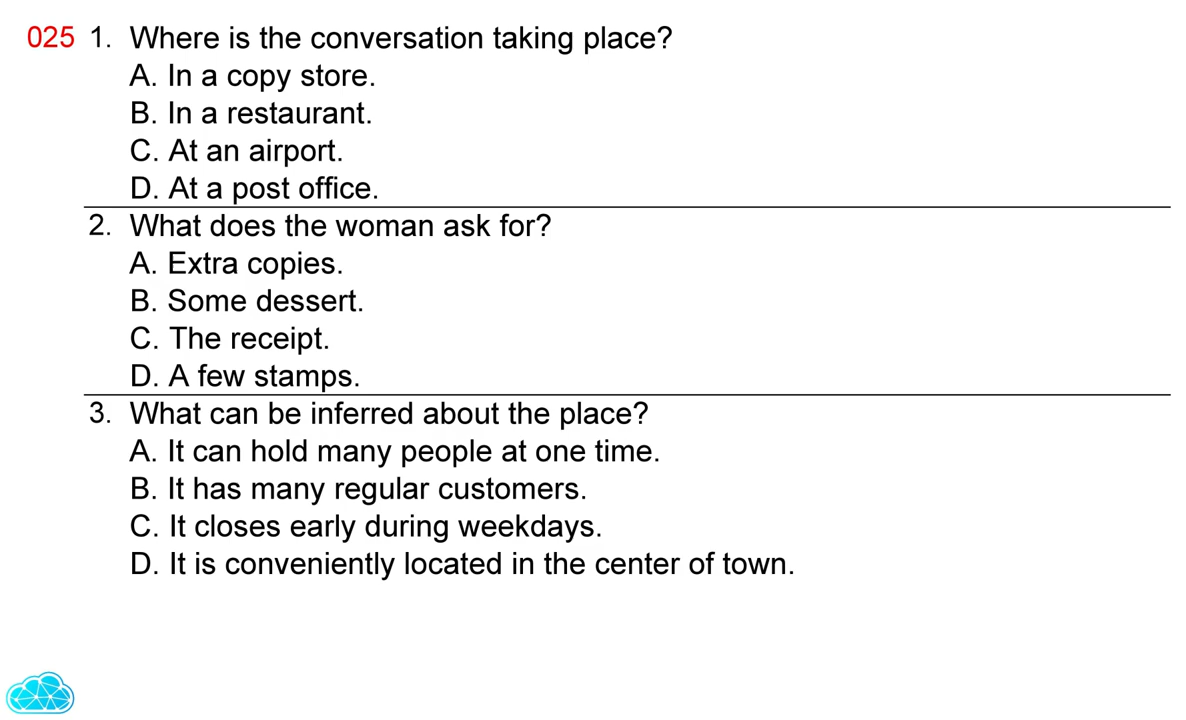 025 1. Where is the conversation taking place?
A. In a copy store.
B. In a restaurant.
C. At an airport.
D. At a post office.
2. What does the woman ask for?
A. Extra copies.
B. Some dessert.
C. The receipt.
D. A few stamps.
3. What can be inferred about the place?
A. It can hold many people at one time.
B. It has many regular customers.
C. It closes early during weekdays.
D. It is conveniently located in the center of town.